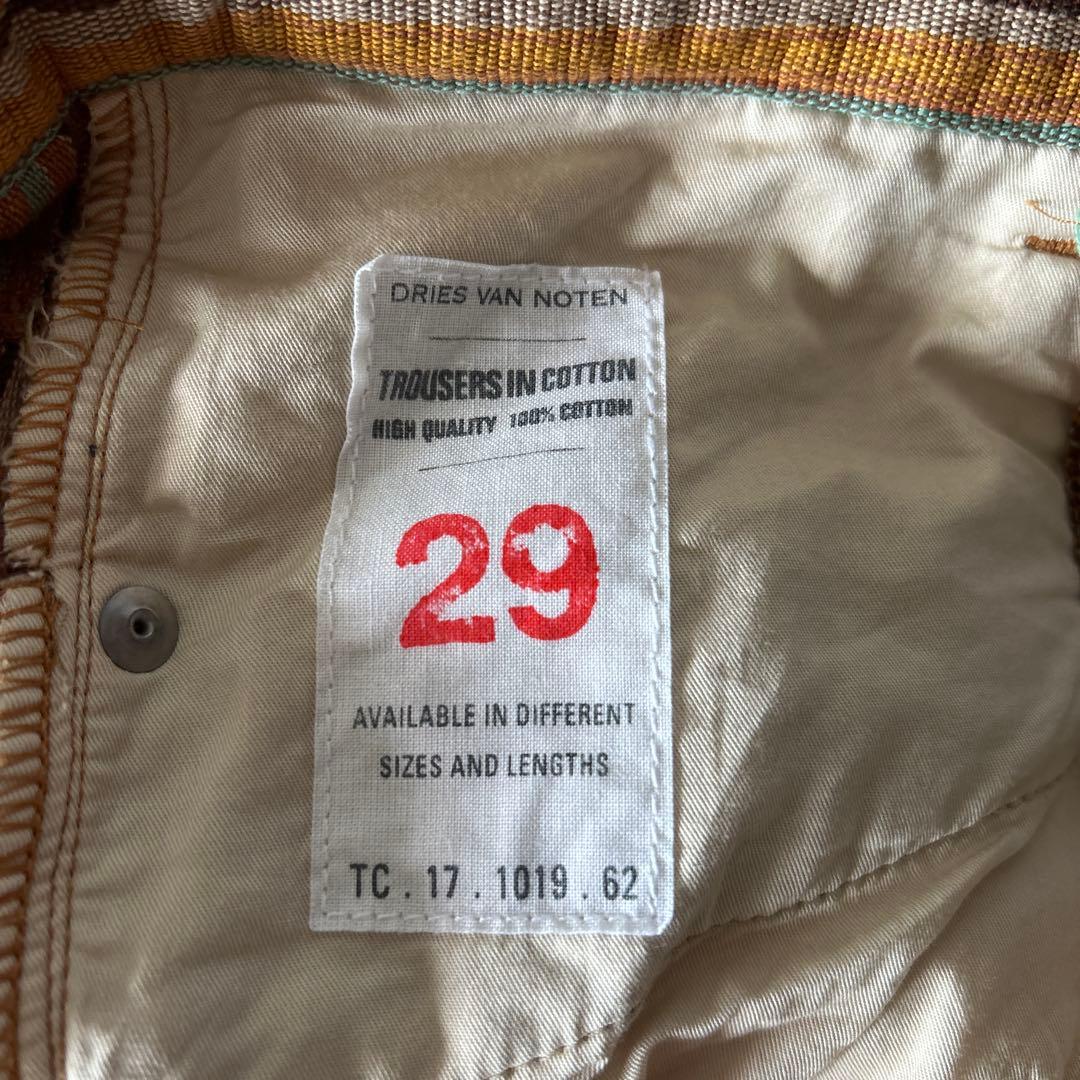 DRIES VAN NOTEN
TROUSERS IN COTTON
HIGH QUALITY 100% COTTON
29
AVAILABLE IN DIFFERENT
SIZES AND LENGTHS
TC . 17 . 1019 . 62